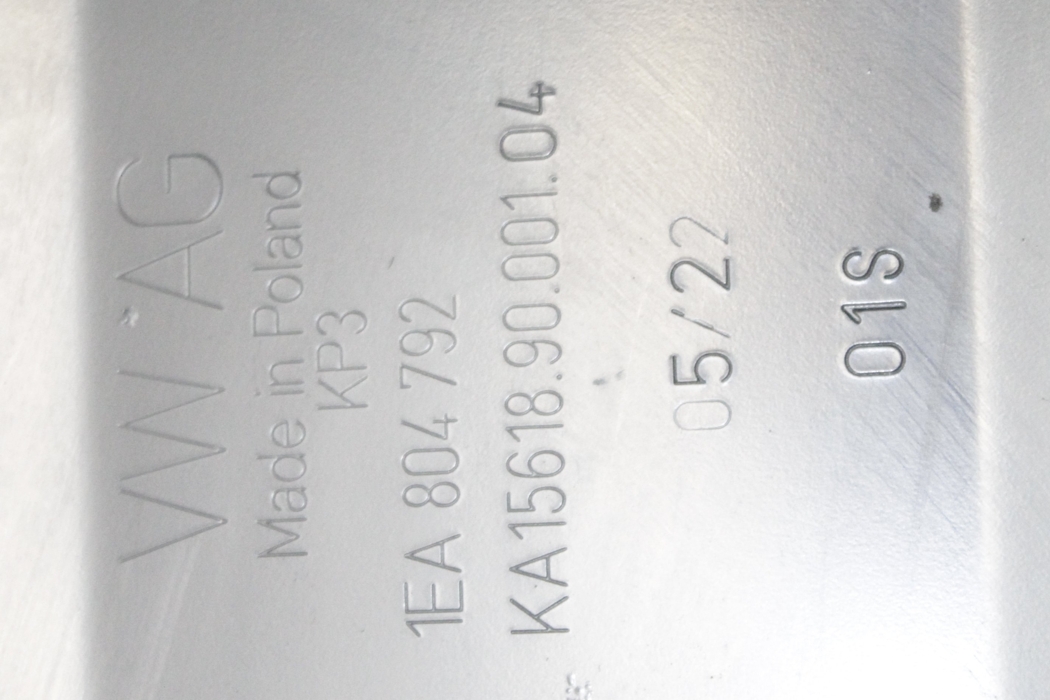 VW AG
Made in Poland
KP3
1EA 804 792
KA15618.90.001.04
05/22
01S